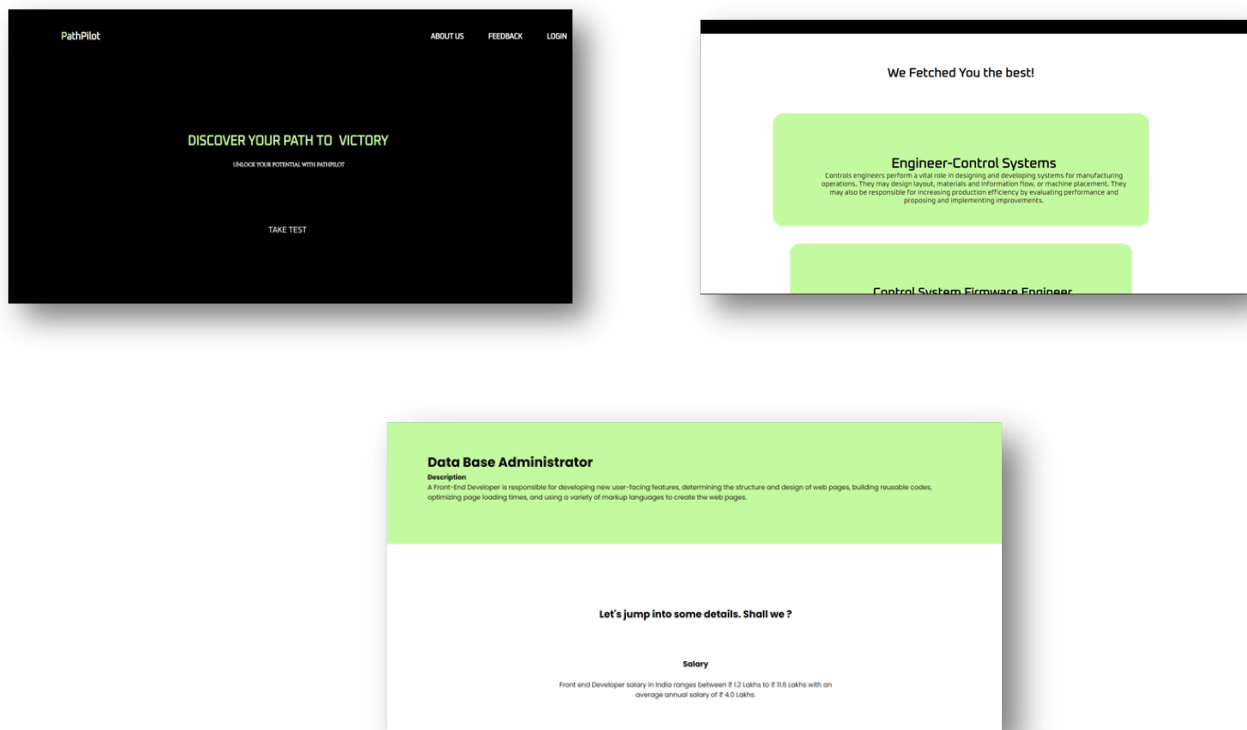 PathPilot
ABOUT US FEEDBACK LOGIN
DISCOVER YOUR PATH TO VICTORY
UNLOCK YOUR POTENTIAL WITH PATHPILOT
TAKE TEST
We Fetched You the best!
Engineer-Control Systems
Controls engineers perform a vital role in designing and developing systems for manufacturing
operations. They may design layout, materials and information flow, or machine placement. They
may also be responsible for increasing production efficiency by evaluating performance and
proposing and implementing improvements.
Control System Firmware Engineer
Data Base Administrator
Description
A Front-End Developer is responsible for developing new user-facing features, determining the structure and design of web pages, building reusable codes,
optimizing page loading times, and using a variety of markup languages to create the web pages.
Let's jump into some details. Shall we ?
Salary
Front end Developer salary in India ranges between ₹ 1.2 Lakhs to ₹ 11.6 Lakhs with an
average annual salary of ₹ 4.0 Lakhs.